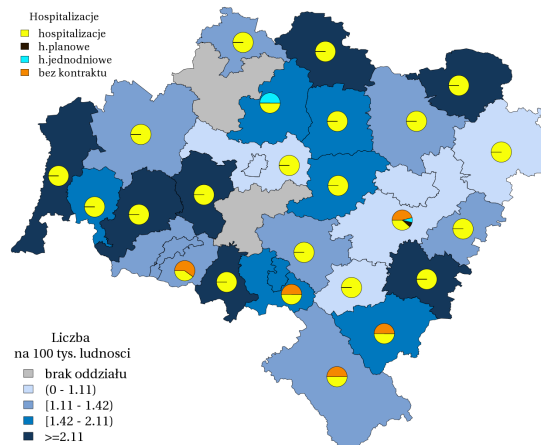 Hospitalizacje
hospitalizacje
h.planowe
h.jednodniowe
bez kontraktu
Liczba
na 100 tys. ludnosci
brak oddziału
(0 - 1.11)
[1.11 - 1.42)
[1.42 - 2.11)
>=2.11